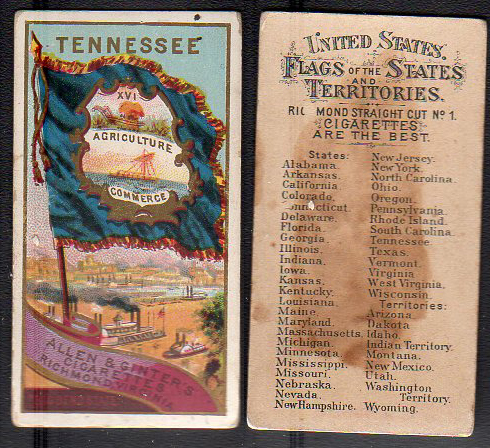 TENNESSEE
XVI
AGRICULTURE
COMMERCE
ALLEN & GINTER'S
CIGARETTES
RICHMOND
UNITED STATES.
FLAGS OF THE STATES
AND
TERRITORIES.
RIC MOND STRAIGHT CUT Nº 1.
CIGARETTES
ARE THE BEST.
States:
Alabama.
Arkansas.
California
Colorado.
onnecticut.
Delaware.
Florida.
Georgia.
Illinois.
Indiana.
Iowa.
Kansas.
Kentucky.
Louisiana.
Maine.
Maryland.
Massachusetts.
Michigan.
Minnesota.
Mississippi.
Missouri.
Nebraska.
Nevada.
New Hampshire.
New Jersey.
New York.
North Carolina.
Ohio.
Oregon.
Pennsylvania.
Rhode Island.
South Carolina.
Tennessee.
Texas.
Vermont.
Virginia
West Virginia.
Wisconsin.
Territories:
Arizona.
Dakota
Idaho.
Indian Territory.
Montana.
New Mexico.
Utah.
Washington
Territory.
Wyoming.